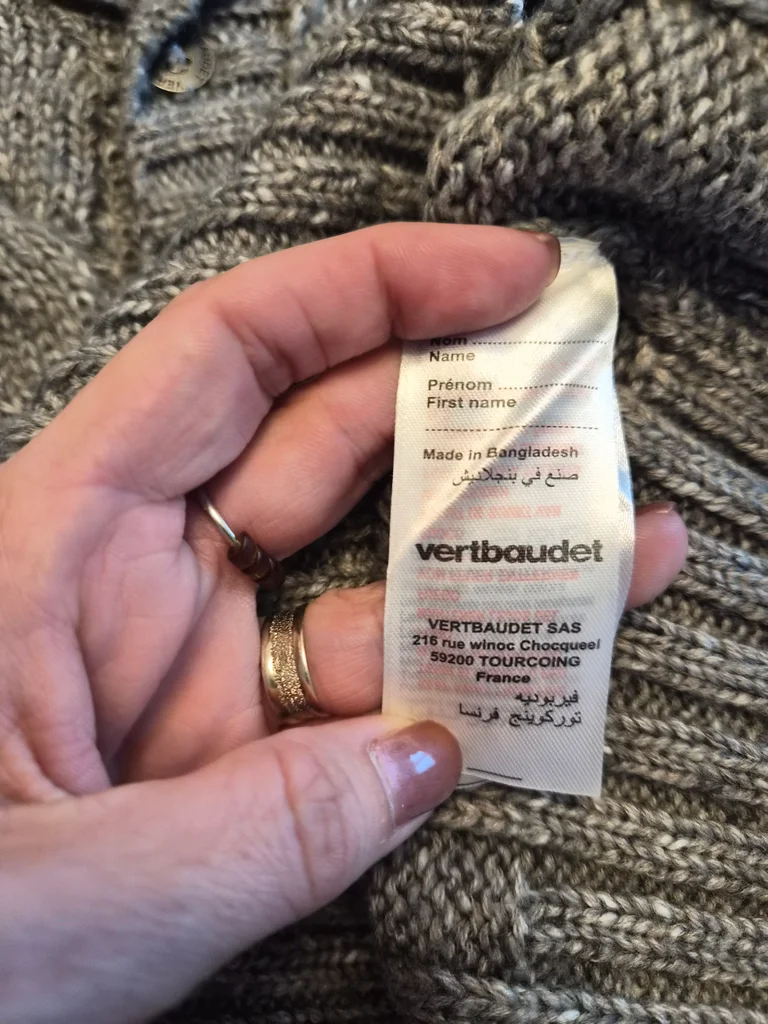 Nom ..............................
Name
Prénom ....................
First name
..................................
Made in Bangladesh
صنع في بنجلاديش
vertbaudet
VERTBAUDET SAS
216 rue winoc Chocqueel
59200 TOURCOING
France
فيربوديه
توركوينج فرنسا